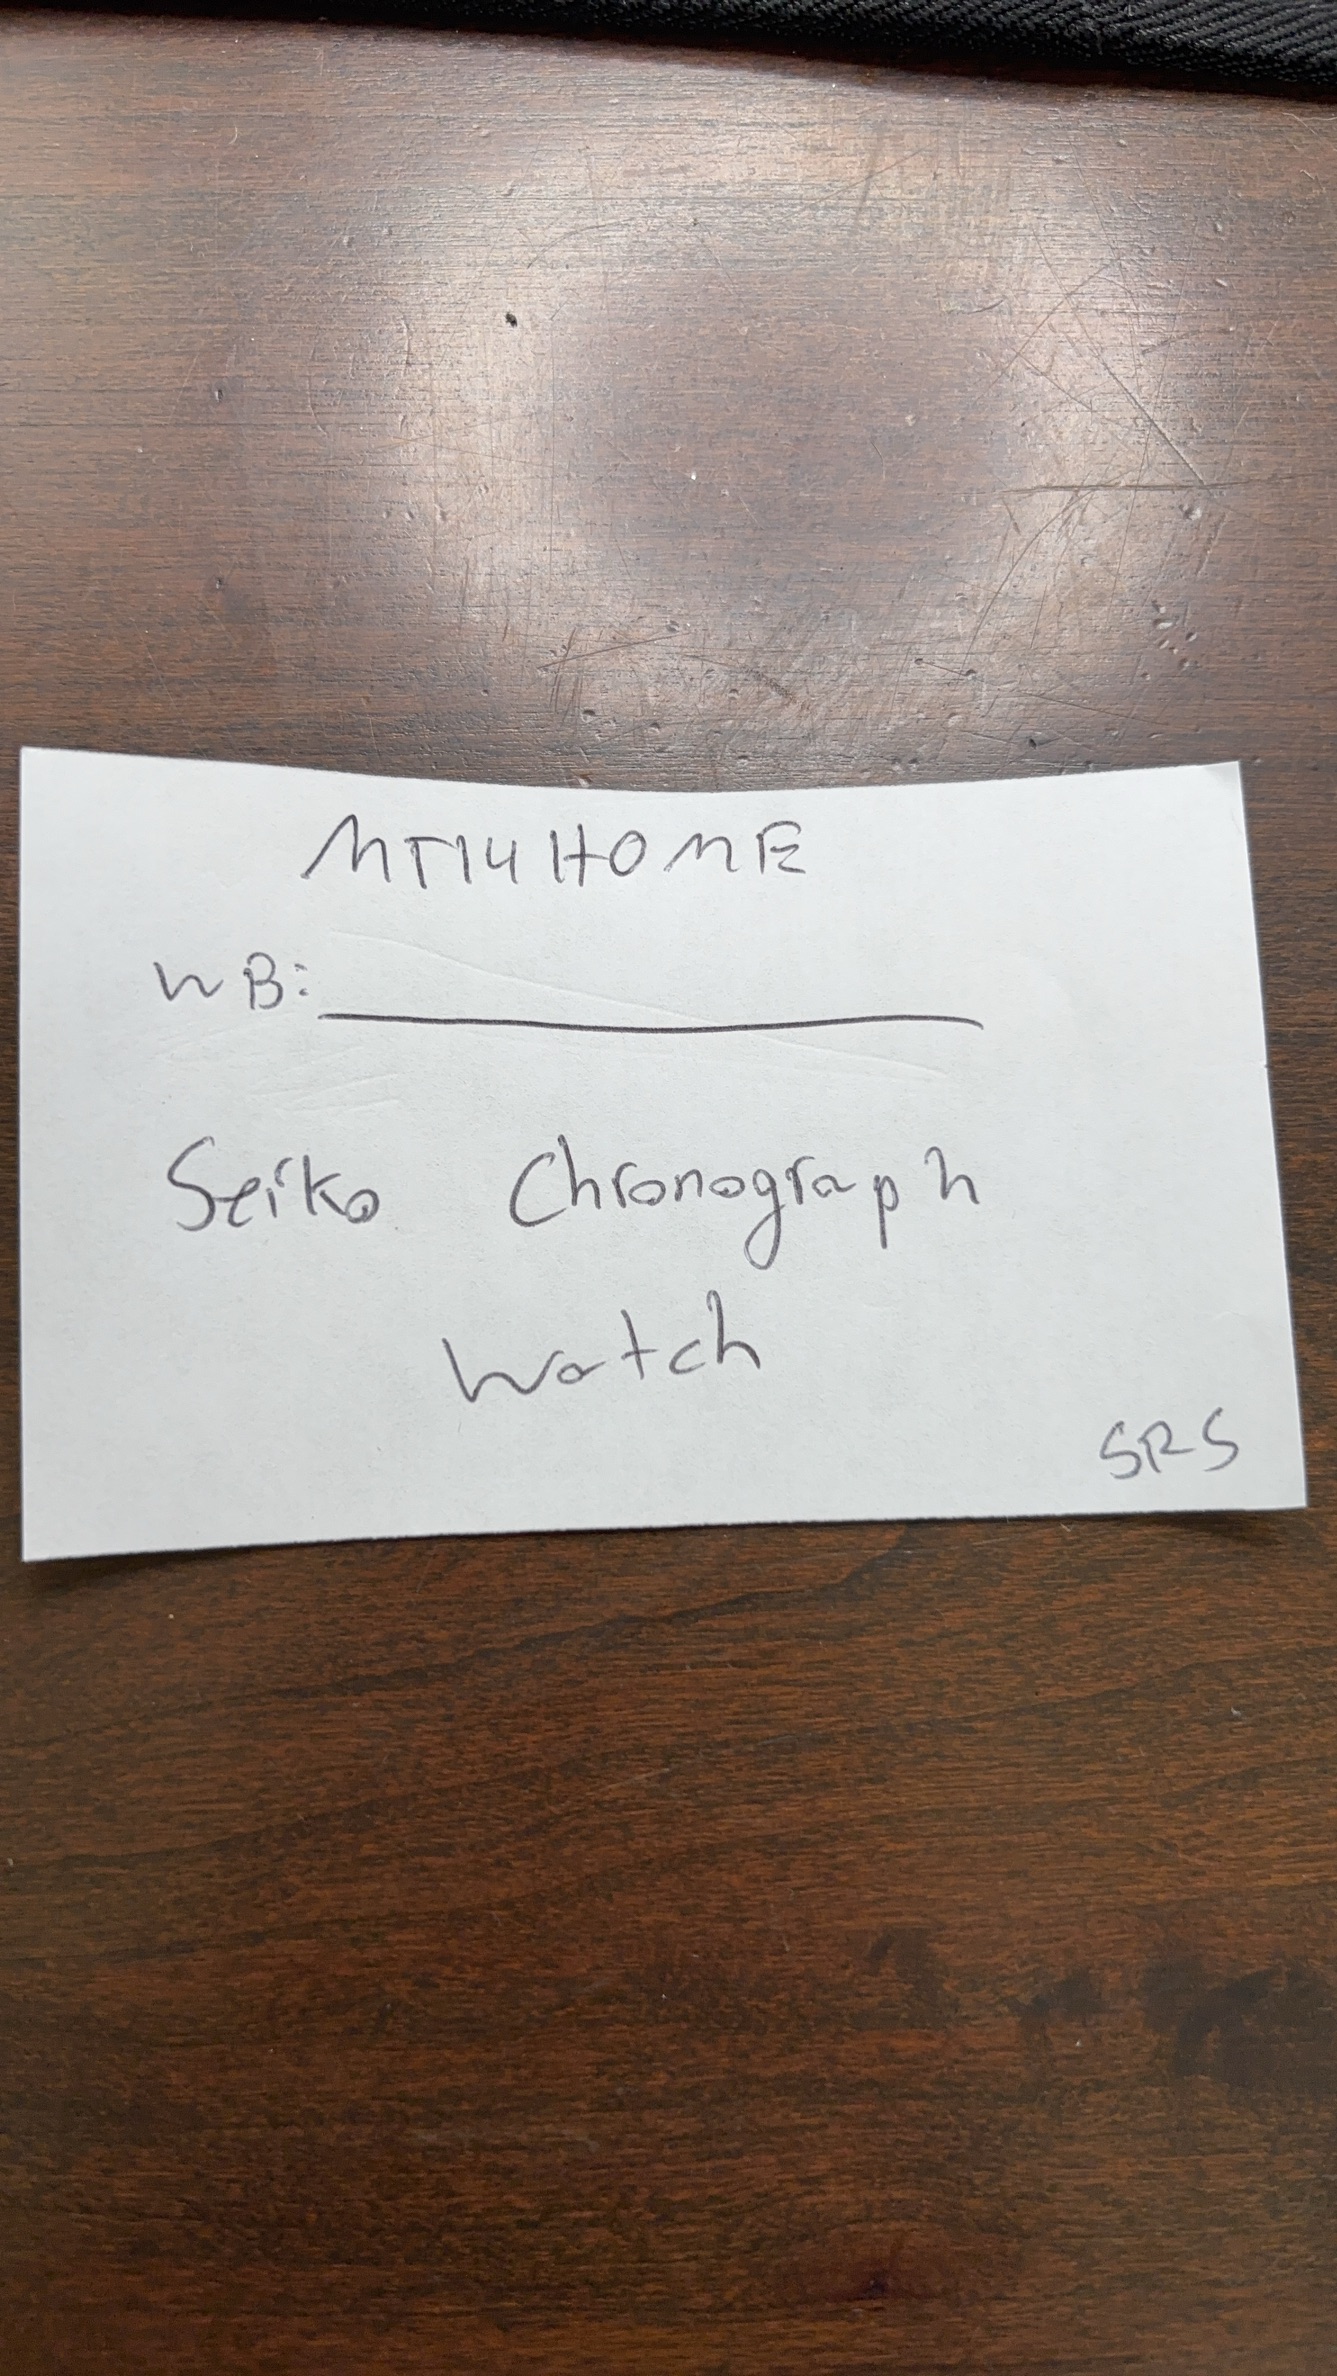 MT14HOME
WB:
Seiko Chronograph
Watch
SRS